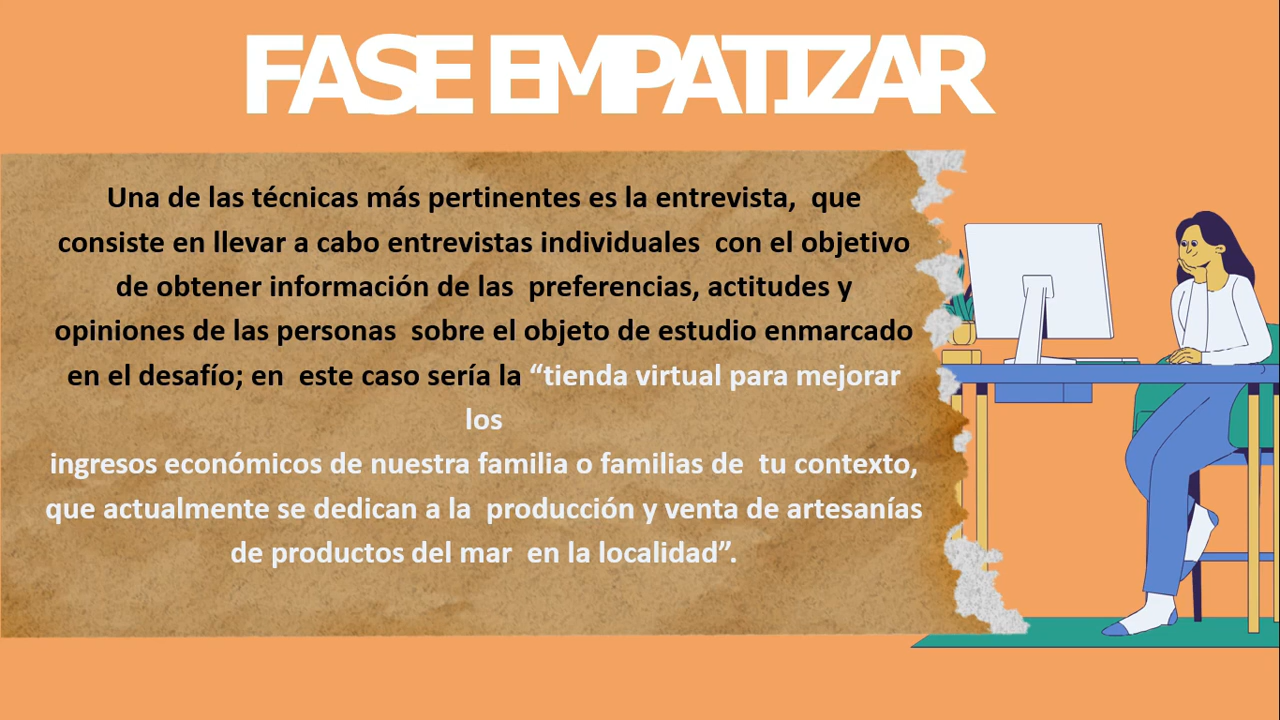 FASE EMPATIZAR
Una de las técnicas más pertinentes es la entrevista, que
consiste en llevar a cabo entrevistas individuales con el objetivo
de obtener información de las preferencias, actitudes y
opiniones de las personas sobre el objeto de estudio enmarcado
en el desafío; en este caso sería la “tienda virtual para mejorar
los
ingresos económicos de nuestra familia o familias de tu contexto,
que actualmente se dedican a la producción y venta de artesanías
de productos del mar en la localidad”.